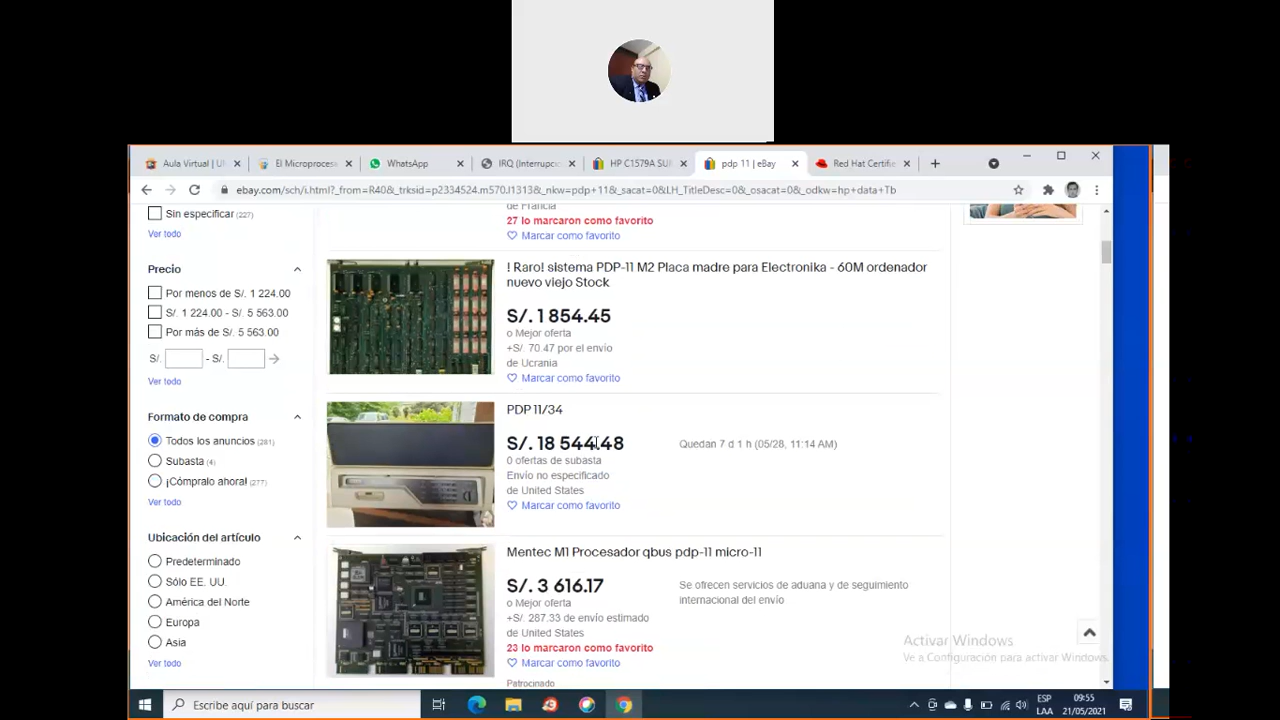 Aula Virtual | U
El Microproces
WhatsApp
IRQ (Interrupci
HP C1579A SU
pdp 11 | eBay
Red Hat Certifi
ebay.com/sch/i.html?_from=R40&_trksid=p2334524.m570.l1313&_nkw=pdp+11&_sacat=0&LH_TitleDesc=0&_osacat=0&_odkw=hp+data+Tb
Sin especificar (227)
Ver todo
Precio
Por menos de S/. 1 224.00
S/. 1 224.00 - S/. 5 563.00
Por más de S/. 5 563.00
S/. - S/.
Ver todo
Formato de compra
Todos los anuncios (281)
Subasta (4)
¡Cómpralo ahora! (277)
Ver todo
Ubicación del artículo
Predeterminado
Sólo EE. UU.
América del Norte
Europa
Asia
Ver todo
de Francia
27 lo marcaron como favorito
Marcar como favorito
! Raro! sistema PDP-11 M2 Placa madre para Electronika - 60M ordenador
nuevo viejo Stock
S/. 1 854.45
o Mejor oferta
+S/. 70.47 por el envío
de Ucrania
Marcar como favorito
PDP 11/34
S/. 18 544.48
0 ofertas de subasta
Envío no especificado
de United States
Marcar como favorito
Quedan 7 d 1 h (05/28, 11:14 AM)
Mentec M1 Procesador qbus pdp-11 micro-11
S/. 3 616.17
o Mejor oferta
+S/. 287.33 de envío estimado
de United States
23 lo marcaron como favorito
Marcar como favorito
Patrocinado
Se ofrecen servicios de aduana y de seguimiento
internacional del envío
Activar Windows
Ve a Configuración para activar Windows.
Escribe aquí para buscar
ESP
LAA
09:55
21/05/2021